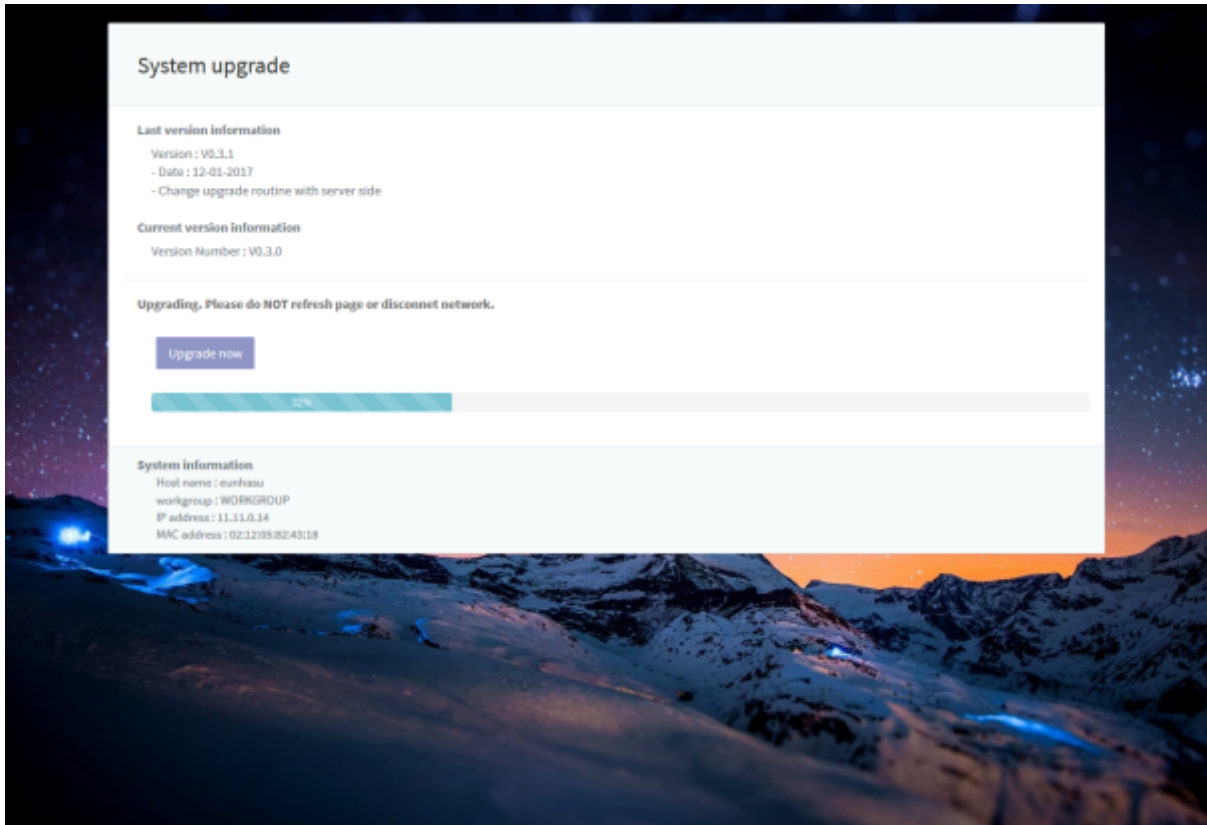 System upgrade
Last version information
Version : V0.3.1
- Date : 12-01-2017
- Change upgrade routine with server side
Current version information
Version Number : V0.3.0
Upgrading. Please do NOT refresh page or disconnet network.
Upgrade now
32%
System information
Host name : eunhasu
workgroup : WORKGROUP
IP address : 11.11.0.14
MAC address : 02:12:05:82:43:18